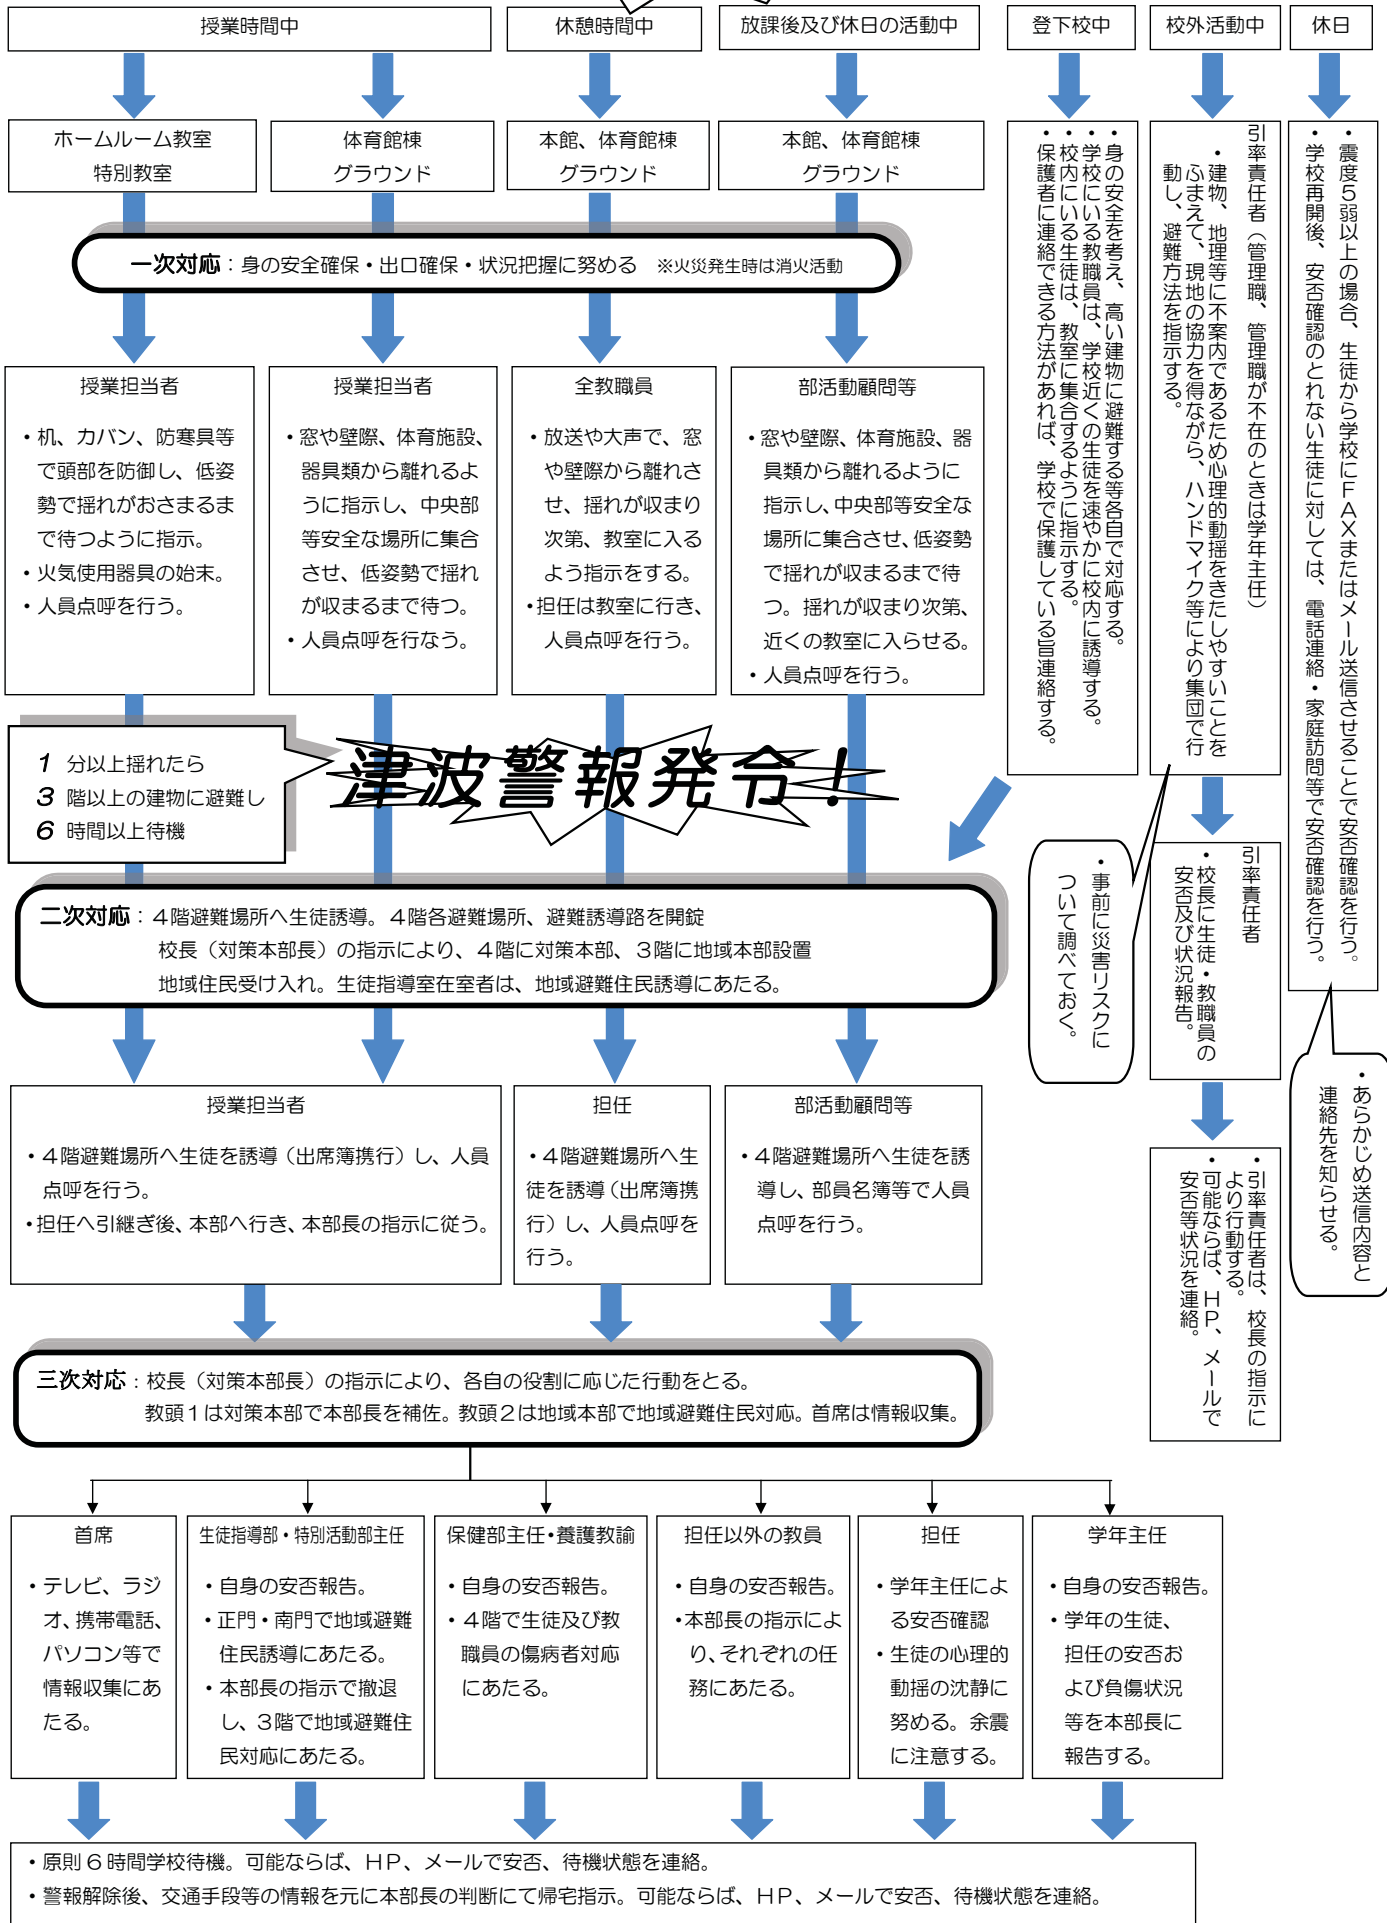 授業時間中
休憩時間中
放課後及び休日の活動中
登下校中
校外活動中
休日
ホームルーム教室
特別教室
体育館棟
グラウンド
本館、体育館棟
グラウンド
本館、体育館棟
グラウンド
一次対応：身の安全確保・出口確保・状況把握に努める　※火災発生時は消火活動
授業担当者
・机、カバン、防寒具等
で頭部を防御し、低姿
勢で揺れがおさまるま
で待つように指示。
・火気使用器具の始末。
・人員点呼を行う。
授業担当者
・窓や壁際、体育施設、
器具類から離れるよ
うに指示し、中央部
等安全な場所に集合
させ、低姿勢で揺れ
が収まるまで待つ。
・人員点呼を行なう。
全教職員
・放送や大声で、窓
や壁際から離れさ
せ、揺れが収まり
次第、教室に入る
よう指示をする。
・担任は教室に行き、
人員点呼を行う。
部活動顧問等
・窓や壁際、体育施設、器
具類から離れるように
指示し、中央部等安全な
場所に集合させ、低姿勢
で揺れが収まるまで待
つ。揺れが収まり次第、
近くの教室に入らせる。
・人員点呼を行う。
・身の安全を考え、高い建物に避難する等各自で対応する。
・学校にいる教職員は、学校近くの生徒を速やかに校内に誘導する。
・校内にいる生徒は、教室に集合するように指示する。
・保護者に連絡できる方法があれば、学校で保護している旨連絡する。
引率責任者（管理職、管理職が不在のときは学年主任）
・建物、地理等に不案内であるため心理的動揺をきたしやすいことを
ふまえて、現地の協力を得ながら、ハンドマイク等により集団で行
動し、避難方法を指示する。
・震度５弱以上の場合、生徒から学校にＦＡＸまたはメール送信させることで安否確認を行う。
・学校再開後、安否確認のとれない生徒に対しては、電話連絡・家庭訪問等で安否確認を行う。
1 分以上揺れたら
3 階以上の建物に避難し
6 時間以上待機
津波警報発令！
・事前に災害リスクに
ついて調べておく。
引率責任者
・校長に生徒・教職員の
安否及び状況報告。
二次対応：４階避難場所へ生徒誘導。４階各避難場所、避難誘導路を開錠
校長（対策本部長）の指示により、４階に対策本部、３階に地域本部設置
地域住民受け入れ。生徒指導室在室者は、地域避難住民誘導にあたる。
・あらかじめ送信内容と
連絡先を知らせる。
授業担当者
・４階避難場所へ生徒を誘導（出席簿携行）し、人員
点呼を行う。
・担任へ引継ぎ後、本部へ行き、本部長の指示に従う。
担任
・４階避難場所へ生
徒を誘導（出席簿携
行）し、人員点呼を
行う。
部活動顧問等
・４階避難場所へ生徒を誘
導し、部員名簿等で人員
点呼を行う。
・引率責任者は、校長の指示に
より行動する。
・可能ならば、ＨＰ、メールで
安否等状況を連絡。
三次対応：校長（対策本部長）の指示により、各自の役割に応じた行動をとる。
教頭１は対策本部で本部長を補佐。教頭２は地域本部で地域避難住民対応。首席は情報収集。
首席
・テレビ、ラジ
オ、携帯電話、
パソコン等で
情報収集にあ
たる。
生徒指導部・特別活動部主任
・自身の安否報告。
・正門・南門で地域避難
住民誘導にあたる。
・本部長の指示で撤退
し、３階で地域避難住
民対応にあたる。
保健部主任・養護教諭
・自身の安否報告。
・４階で生徒及び教
職員の傷病者対応
にあたる。
担任以外の教員
・自身の安否報告。
・本部長の指示によ
り、それぞれの任
務にあたる。
担任
・学年主任によ
る安否確認
・生徒の心理的
動揺の沈静に
努める。余震
に注意する。
学年主任
・自身の安否報告。
・学年の生徒、
担任の安否お
よび負傷状況
等を本部長に
報告する。
・原則６時間学校待機。可能ならば、ＨＰ、メールで安否、待機状態を連絡。
・警報解除後、交通手段等の情報を元に本部長の判断にて帰宅指示。可能ならば、ＨＰ、メールで安否、待機状態を連絡。